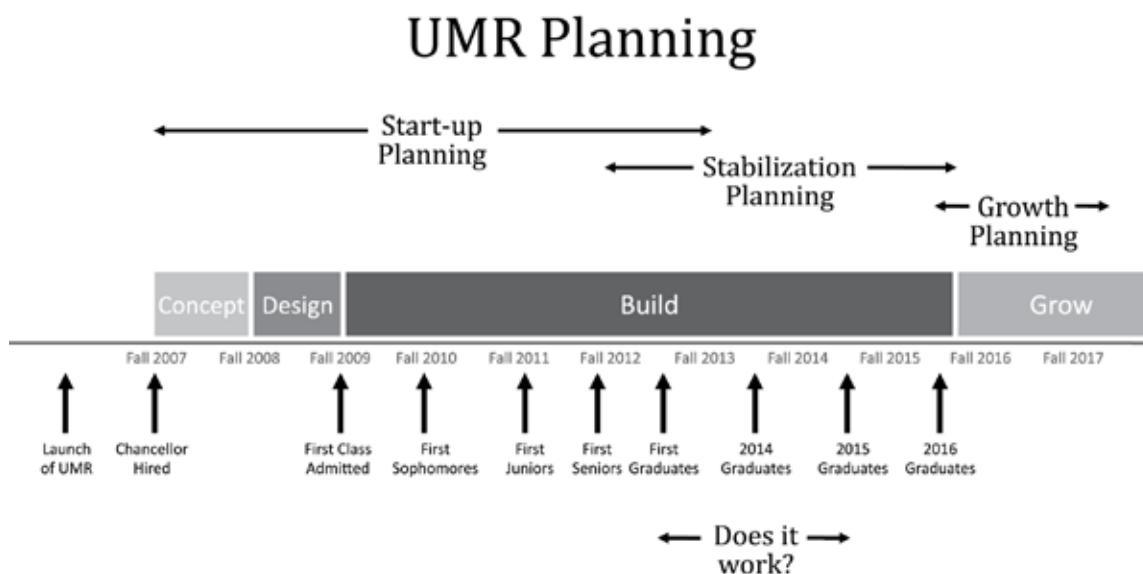 UMR Planning
Start-up
Planning
Stabilization
Planning
Growth
Planning
Concept
Design
Build
Grow
Fall 2007
Fall 2008
Fall 2009
Fall 2010
Fall 2011
Fall 2012
Fall 2013
Fall 2014
Fall 2015
Fall 2016
Fall 2017
Launch
of UMR
Chancellor
Hired
First Class
Admitted
First
Sophomores
First
Juniors
First
Seniors
First
Graduates
2014
Graduates
2015
Graduates
2016
Graduates
Does it
work?